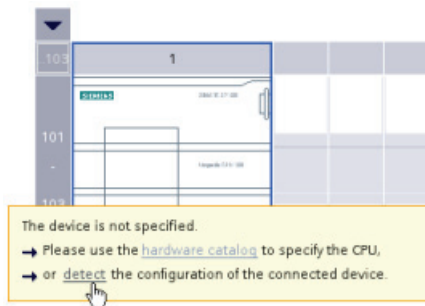 .103
1
SIEMENS
101
-
103
The device is not specified.
Please use the hardware catalog to specify the CPU,
or detect the configuration of the connected device.